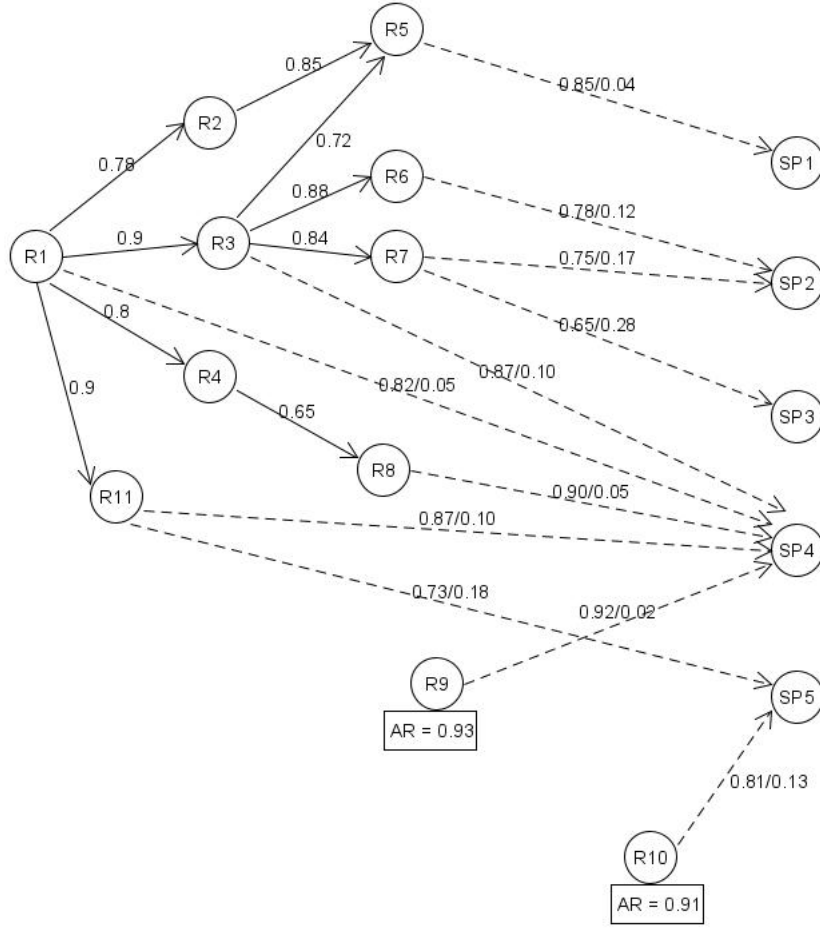 R5
0.85
0.85/0.04
R2
0.72
SP1
0.78
R6
0.88
0.78/0.12
R1
0.9
R3
0.84
R7
0.75/0.17
SP2
0.8
0.65/0.28
0.82/0.05
0.87/0.10
R4
0.9
0.65
SP3
R8
0.90/0.05
R11
0.87/0.10
SP4
0.73/0.18
0.92/0.02
R9
SP5
AR = 0.93
0.81/0.13
R10
AR = 0.91